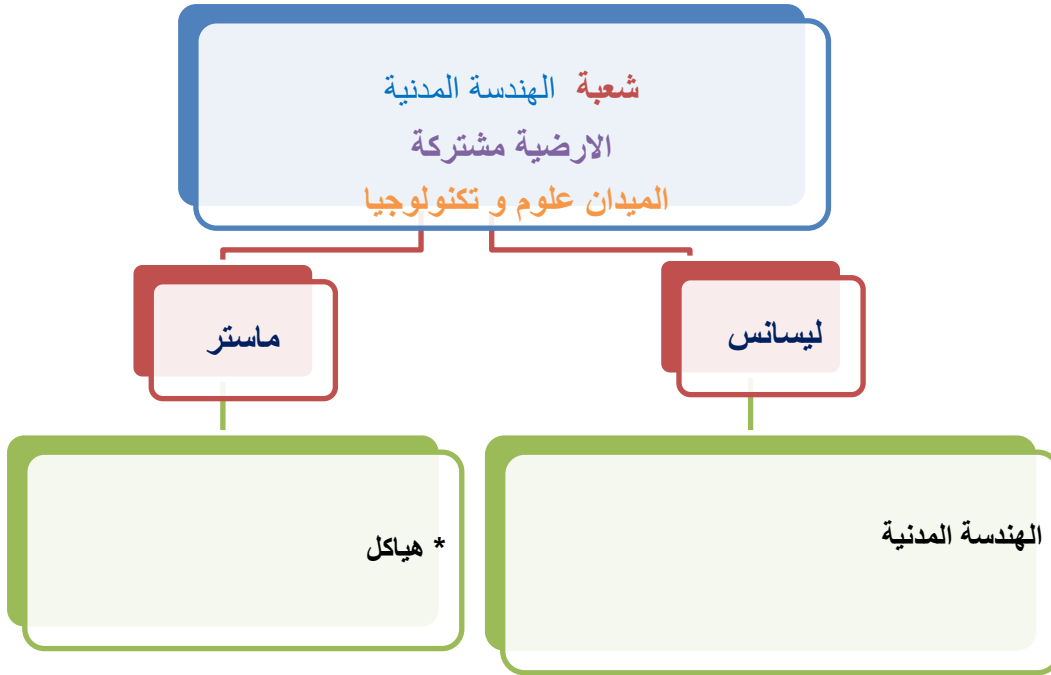 شعبة الهندسة المدنية
الارضية مشتركة
الميدان علوم و تكنولوجيا
ليسانس
ماستر
الهندسة المدنية
* هياكل